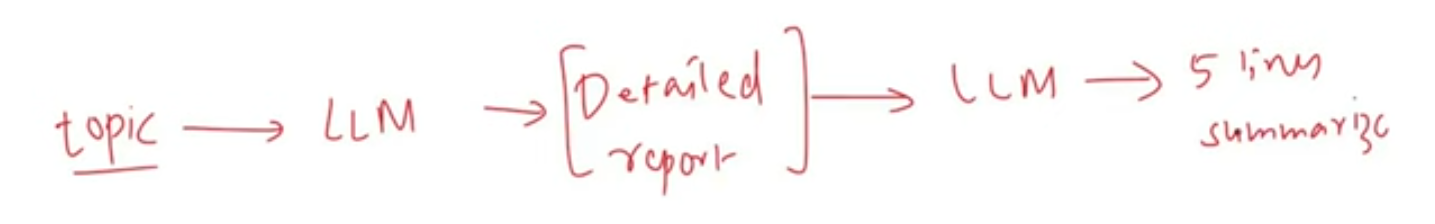 topic → LLM → [Detailed report] → LLM → 5 lines summarize